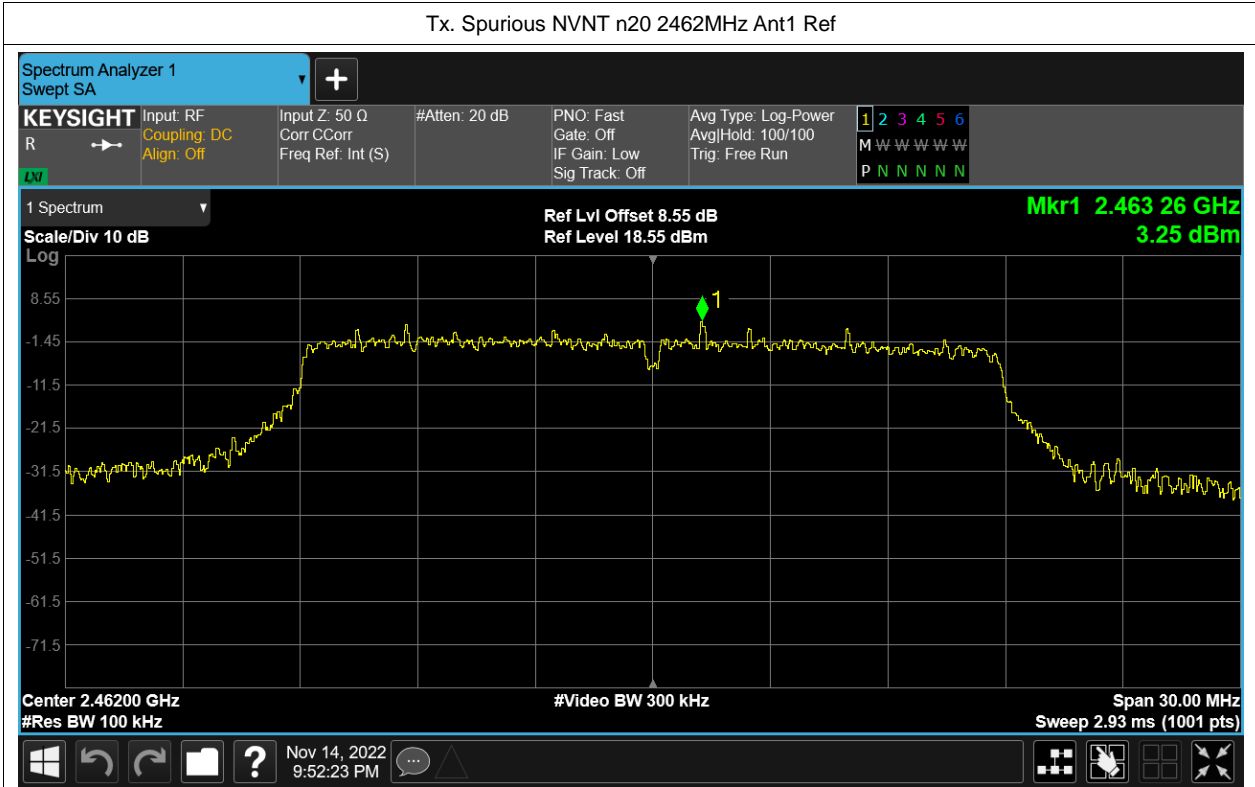 Tx. Spurious NVNT n20 2462MHz Ant1 Ref
Spectrum Analyzer 1
Swept SA
KEYSIGHT
R
LXI
Input: RF
Coupling: DC
Align: Off
Input Z: 50 Ω
Corr CCorr
Freq Ref: Int (S)
#Atten: 20 dB
PNO: Fast
Gate: Off
IF Gain: Low
Sig Track: Off
Avg Type: Log-Power
Avg|Hold: 100/100
Trig: Free Run
1 2 3 4 5 6
M W W W W W
P N N N N N
1 Spectrum
Scale/Div 10 dB
Ref Lvl Offset 8.55 dB
Ref Level 18.55 dBm
Mkr1 2.463 26 GHz
3.25 dBm
Log
1
8.55
-1.45
-11.5
-21.5
-31.5
-41.5
-51.5
-61.5
-71.5
Center 2.46200 GHz
#Video BW 300 kHz
Span 30.00 MHz
#Res BW 100 kHz
Sweep 2.93 ms (1001 pts)
?
Nov 14, 2022
9:52:23 PM